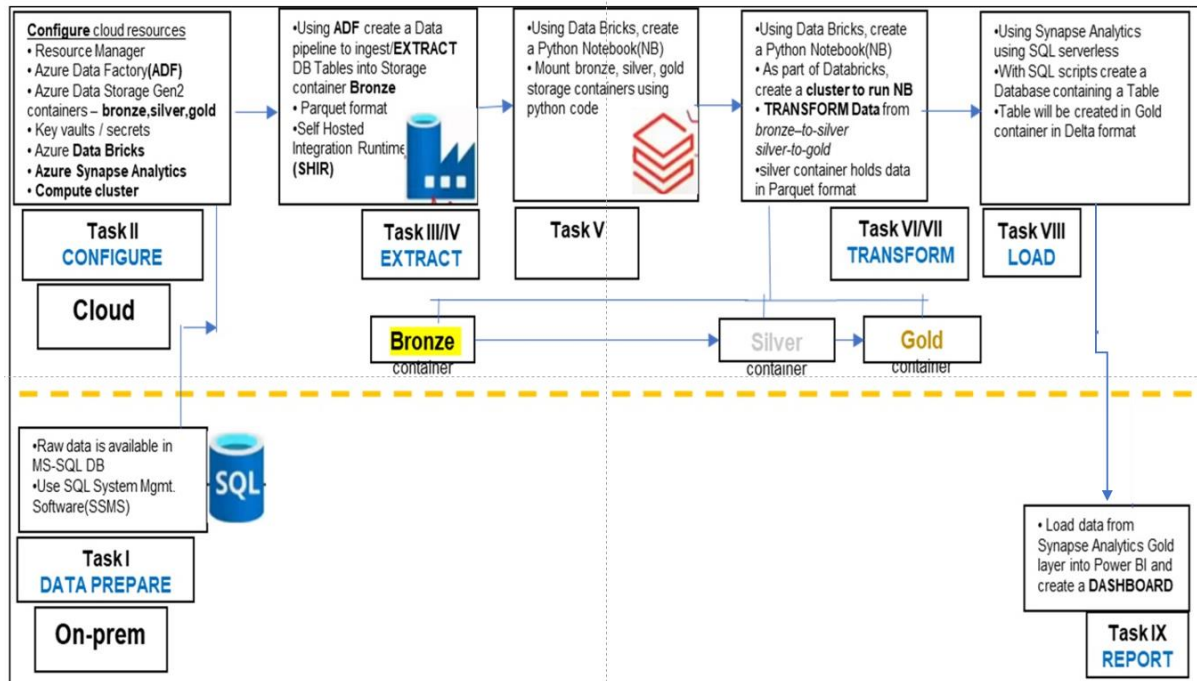 Configure cloud resources
• Resource Manager
• Azure Data Factory(ADF)
• Azure Data Storage Gen2
containers – bronze,silver,gold
• Key vaults / secrets
• Azure Data Bricks
• Azure Synapse Analytics
• Compute cluster
Task II
CONFIGURE
Cloud
•Using ADF create a Data
pipeline to ingest/EXTRACT
DB Tables into Storage
container Bronze
• Parquet format
•Self Hosted
Integration Runtime
(SHIR)
Task III/IV
EXTRACT
•Using Data Bricks, create
a Python Notebook(NB)
• Mount bronze, silver, gold
storage containers using
python code
Task V
•Using Data Bricks, create
a Python Notebook(NB)
• As part of Databricks,
create a cluster to run NB
• TRANSFORM Data from
bronze–to-silver
silver-to-gold
•silver container holds data
in Parquet format
Task VI/VII
TRANSFORM
•Using Synapse Analytics
using SQL serverless
•With SQL scripts create a
Database containing a Table
•Table will be created in Gold
container in Delta format
Task VIII
LOAD
Bronze
container
Silver
container
Gold
container
•Raw data is available in
MS-SQL DB
•Use SQL System Mgmt.
Software(SSMS)
SQL
Task I
DATA PREPARE
On-prem
• Load data from
Synapse Analytics Gold
layer into Power BI and
create a DASHBOARD
Task IX
REPORT